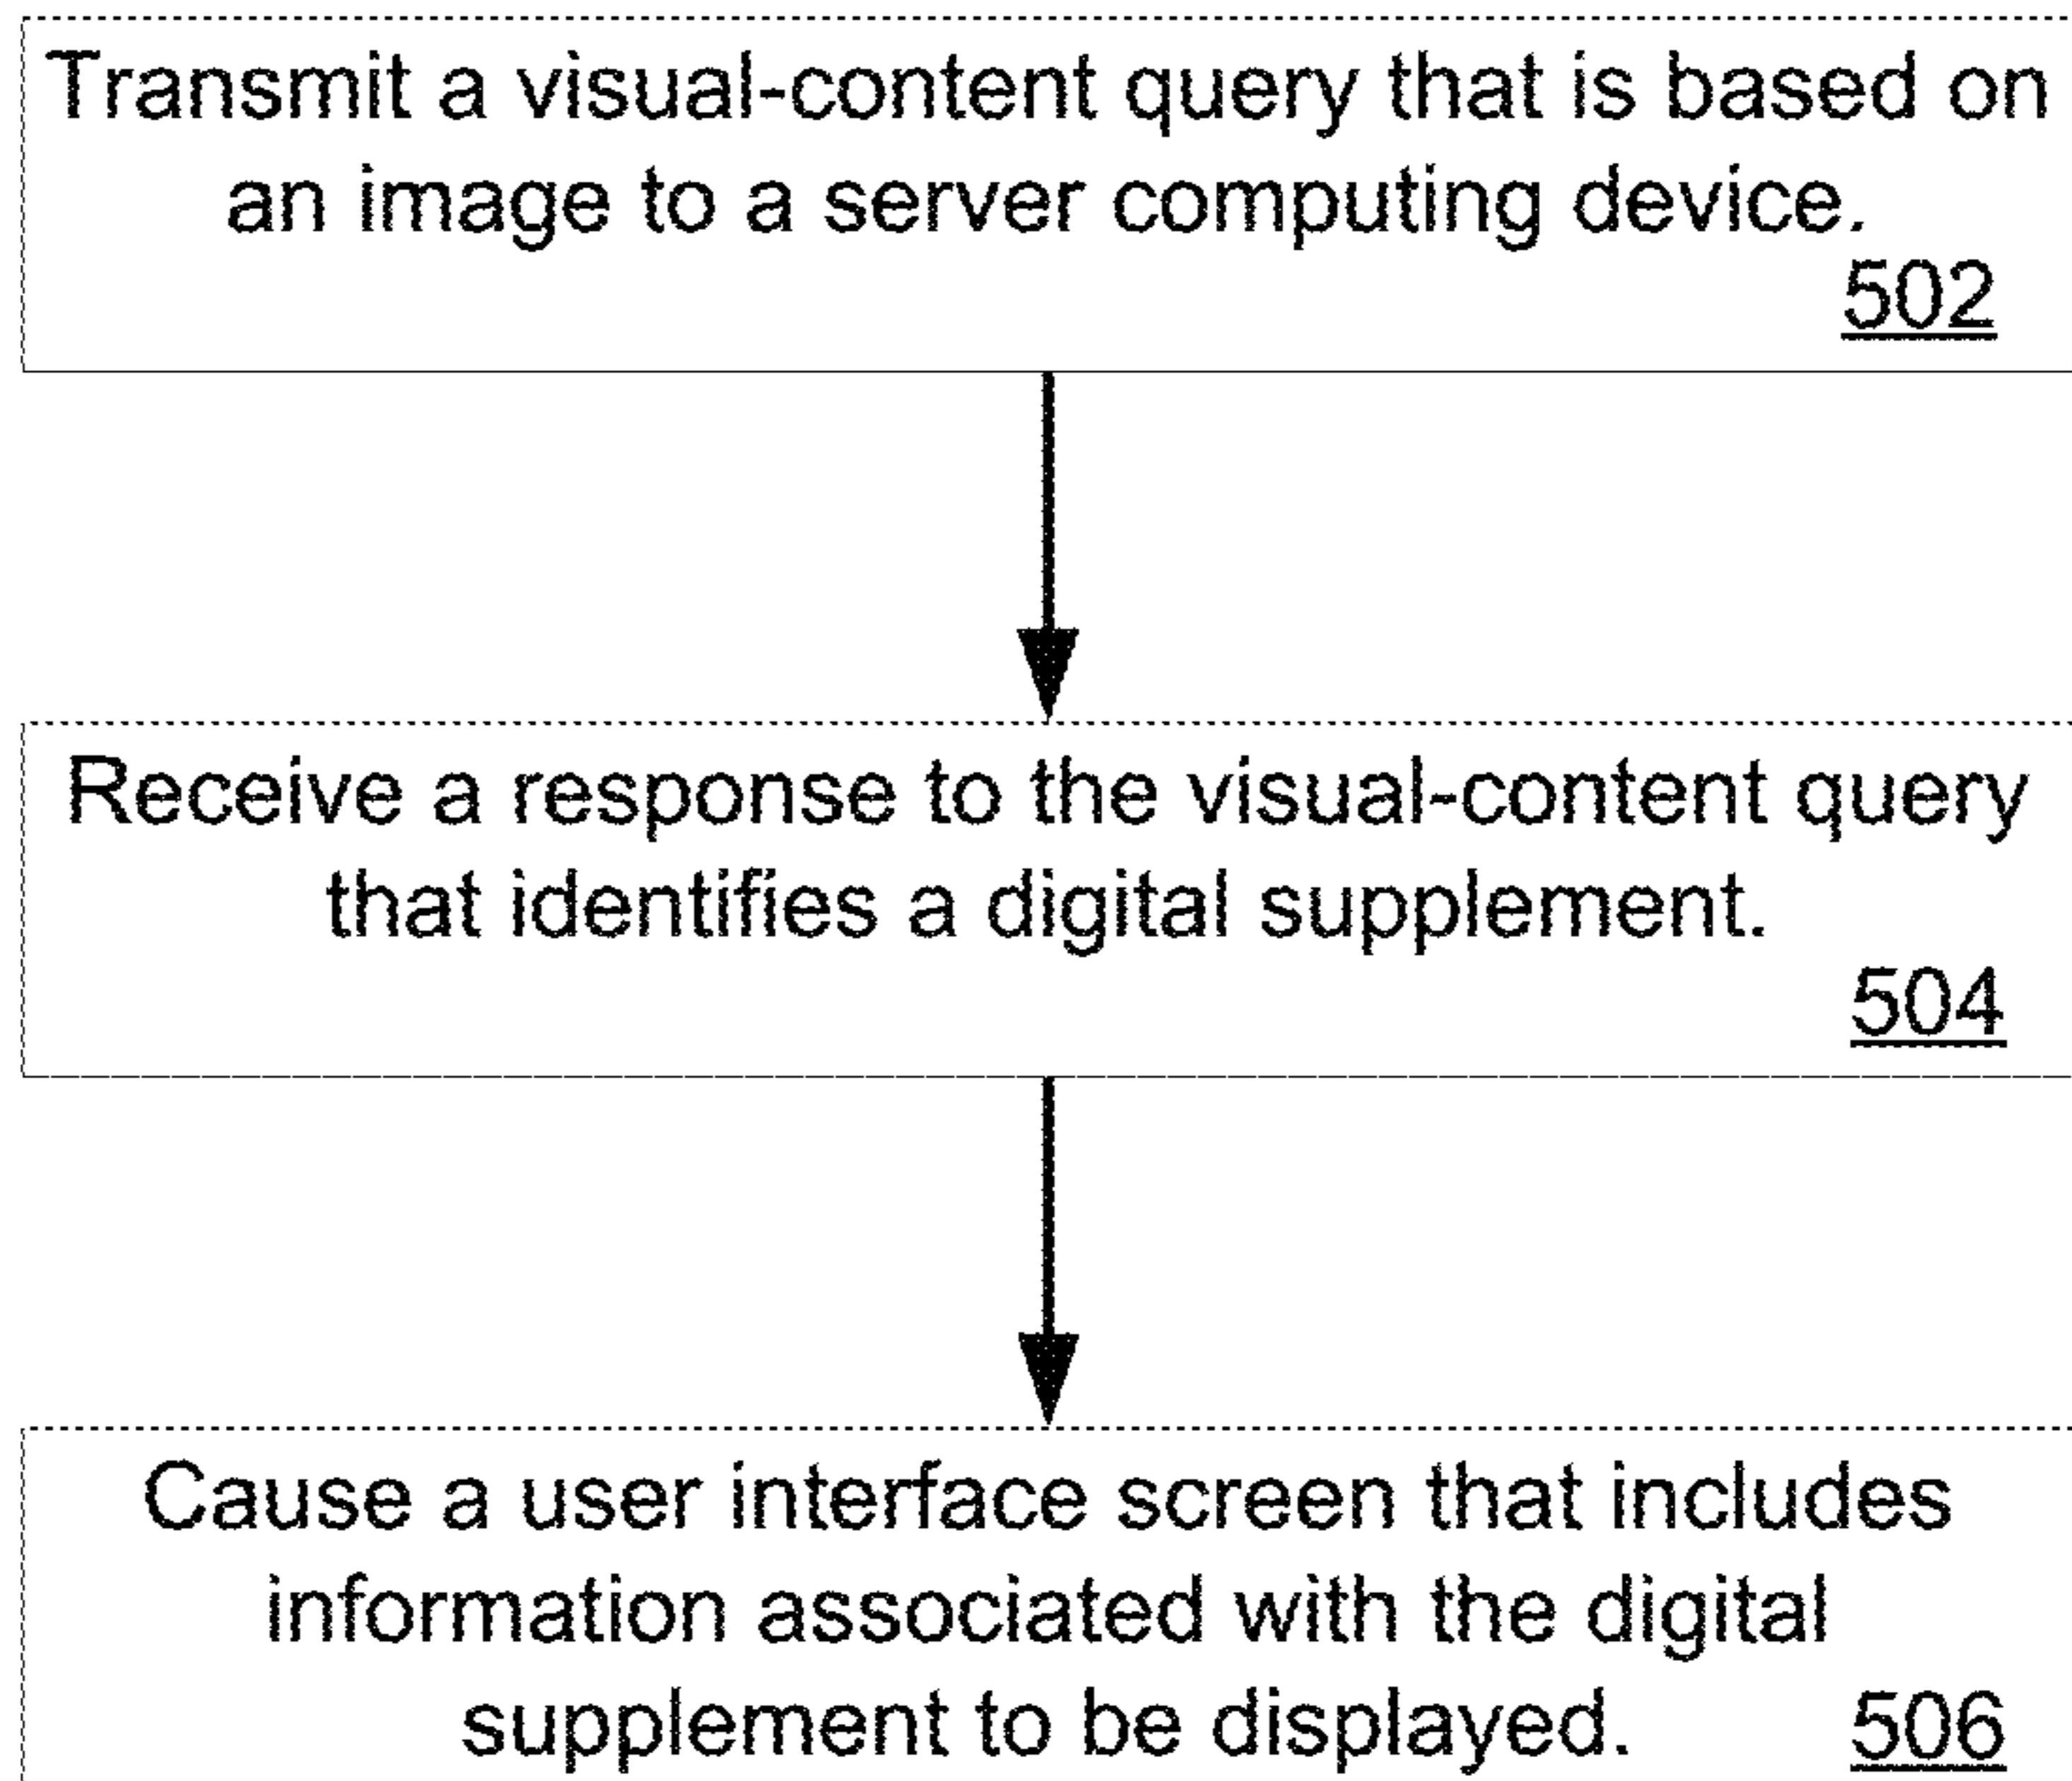 Transmit a visual-content query that is based on
an image to a server computing device.
502
Receive a response to the visual-content query
that identifies a digital supplement.
504
Cause a user interface screen that includes
information associated with the digital
supplement to be displayed. 506